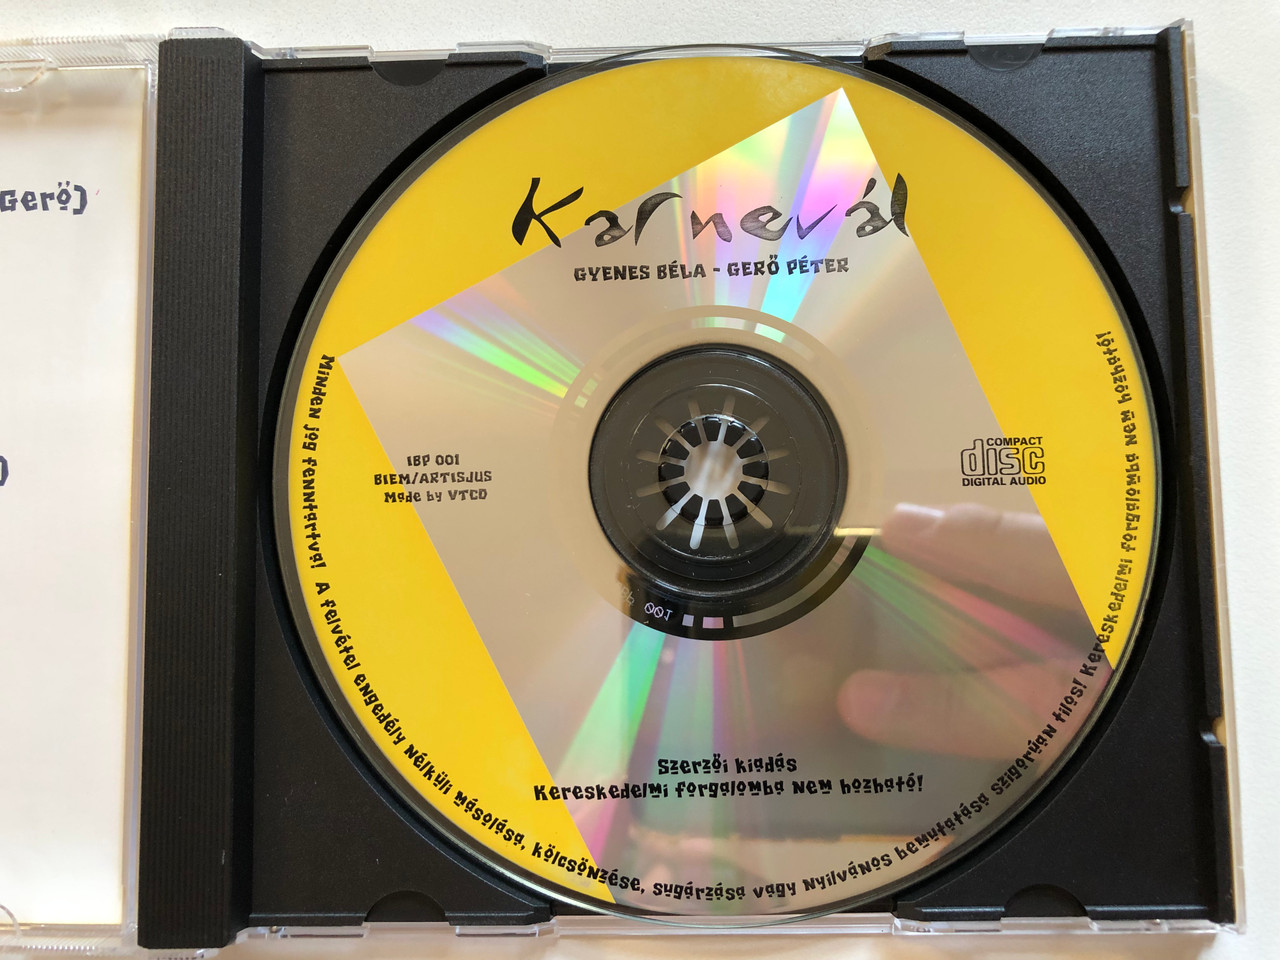 Gerő)
)
Karnevál
GYENES BÉLA - GERŐ PÉTER
IBP 001
BIEM/ARTISJUS
Made by VTCD
COMPACT
disc
DIGITAL AUDIO
001
Szerzői kiadás
Kereskedelmi forgalomba nem hozható!
Minden jog fenntartva! A felvétel engedély nélküli másolása, kölcsönzése, sugárzása vagy nyilvános bemutatása szigorúan tilos! Kereskedelmi forgalomba nem hozható!